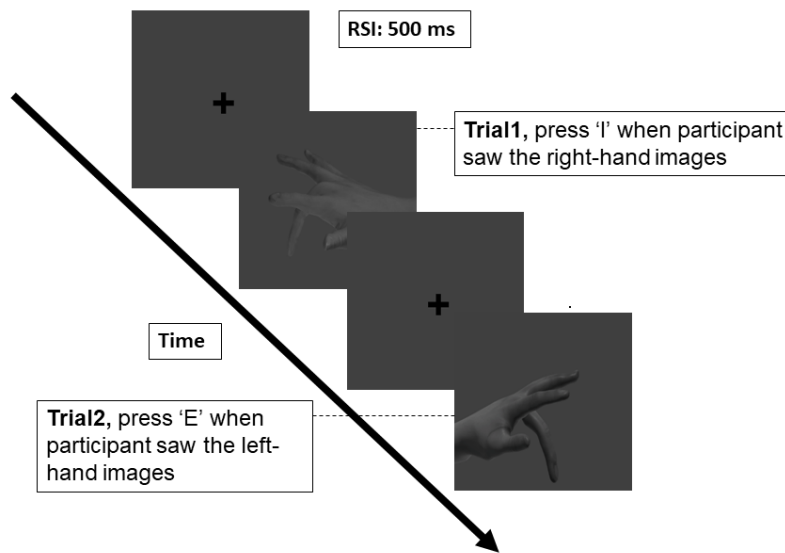 RSI: 500 ms
Trial1, press ‘I’ when participant
saw the right-hand images
Time
Trial2, press ‘E’ when
participant saw the left-
hand images